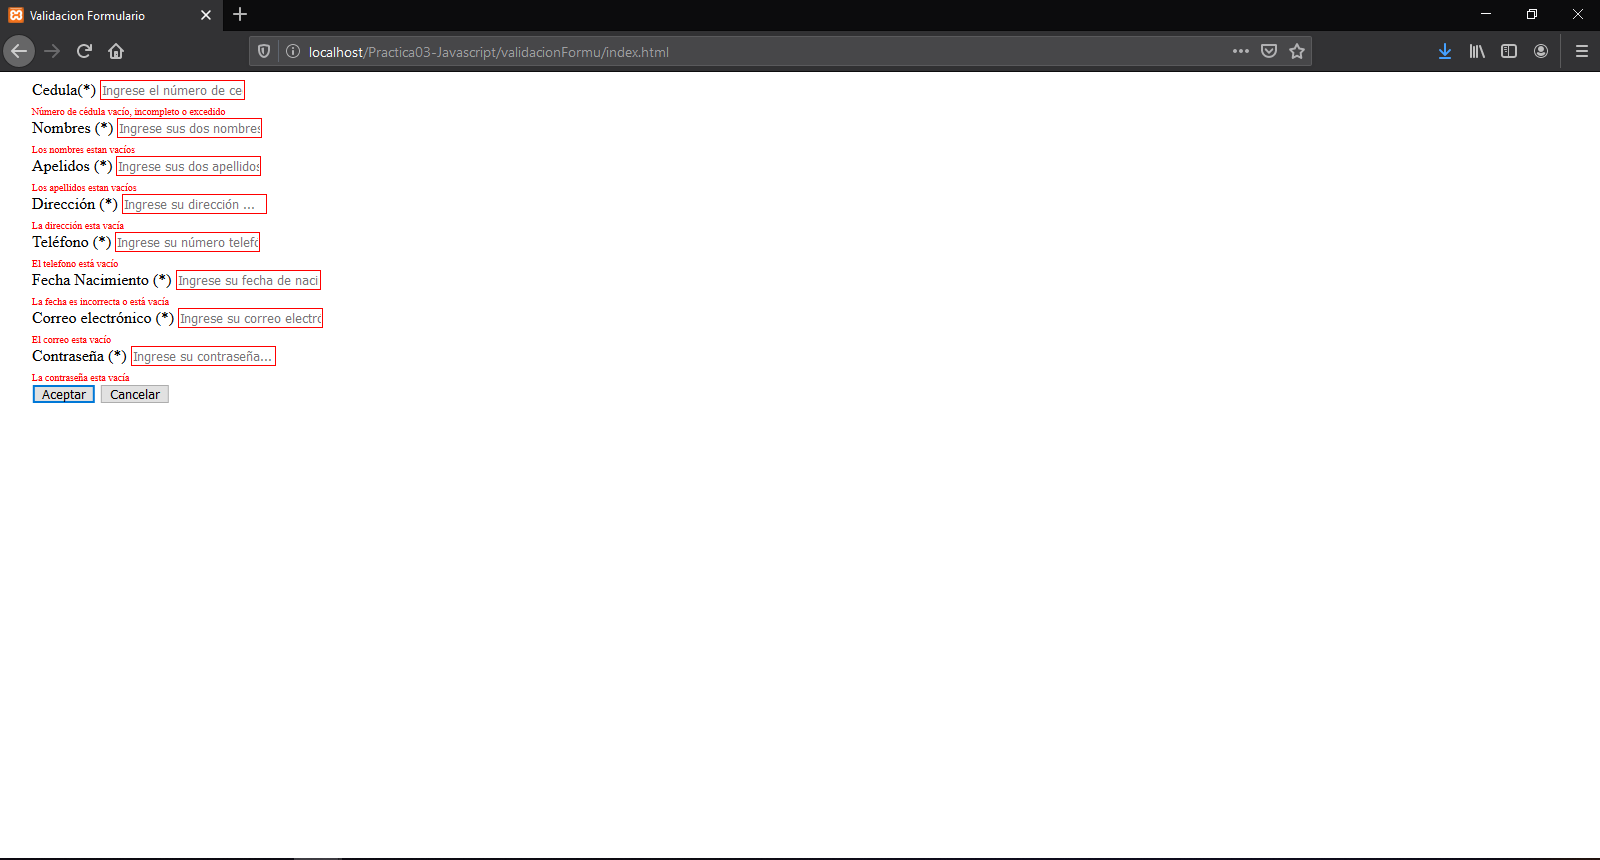 Validacion Formulario
localhost/Practica03-Javascript/validacionFormu/index.html
Cedula(*) Ingrese el número de ce
Número de cédula vacío, incompleto o excedido
Nombres (*) Ingrese sus dos nombres
Los nombres estan vacíos
Apelidos (*) Ingrese sus dos apellidos
Los apellidos estan vacíos
Dirección (*) Ingrese su dirección ...
La dirección esta vacía
Teléfono (*) Ingrese su número telefo
El telefono está vacío
Fecha Nacimiento (*) Ingrese su fecha de naci
La fecha es incorrecta o está vacía
Correo electrónico (*) Ingrese su correo electro
El correo esta vacío
Contraseña (*) Ingrese su contraseña...
La contraseña esta vacía
Aceptar Cancelar